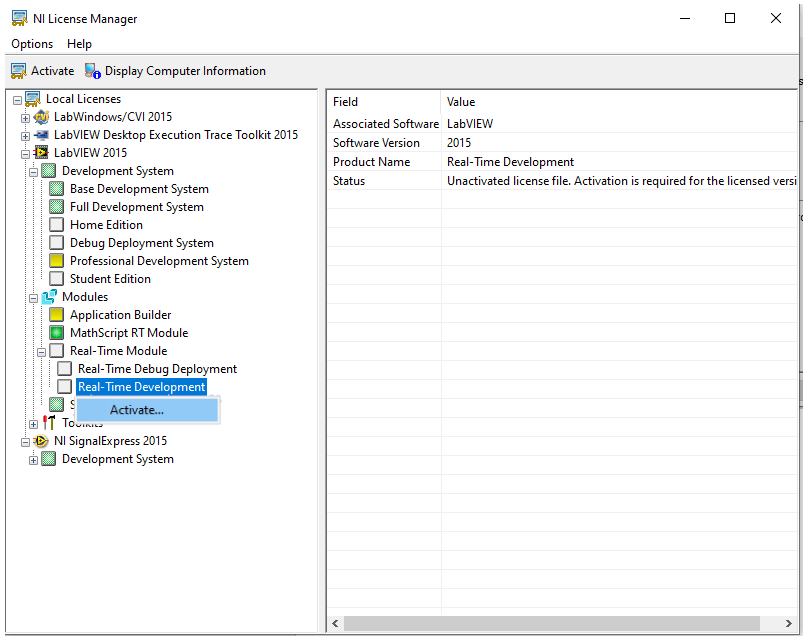 NI License Manager
Options Help
Activate Display Computer Information
Local Licenses
LabWindows/CVI 2015
LabVIEW Desktop Execution Trace Toolkit 2015
LabVIEW 2015
Development System
Base Development System
Full Development System
Home Edition
Debug Deployment System
Professional Development System
Student Edition
Modules
Application Builder
MathScript RT Module
Real-Time Module
Real-Time Debug Deployment
Real-Time Development
Activate...
Toolkits
NI SignalExpress 2015
Development System
Field Value
Associated Software LabVIEW
Software Version 2015
Product Name Real-Time Development
Status Unactivated license file. Activation is required for the licensed versi